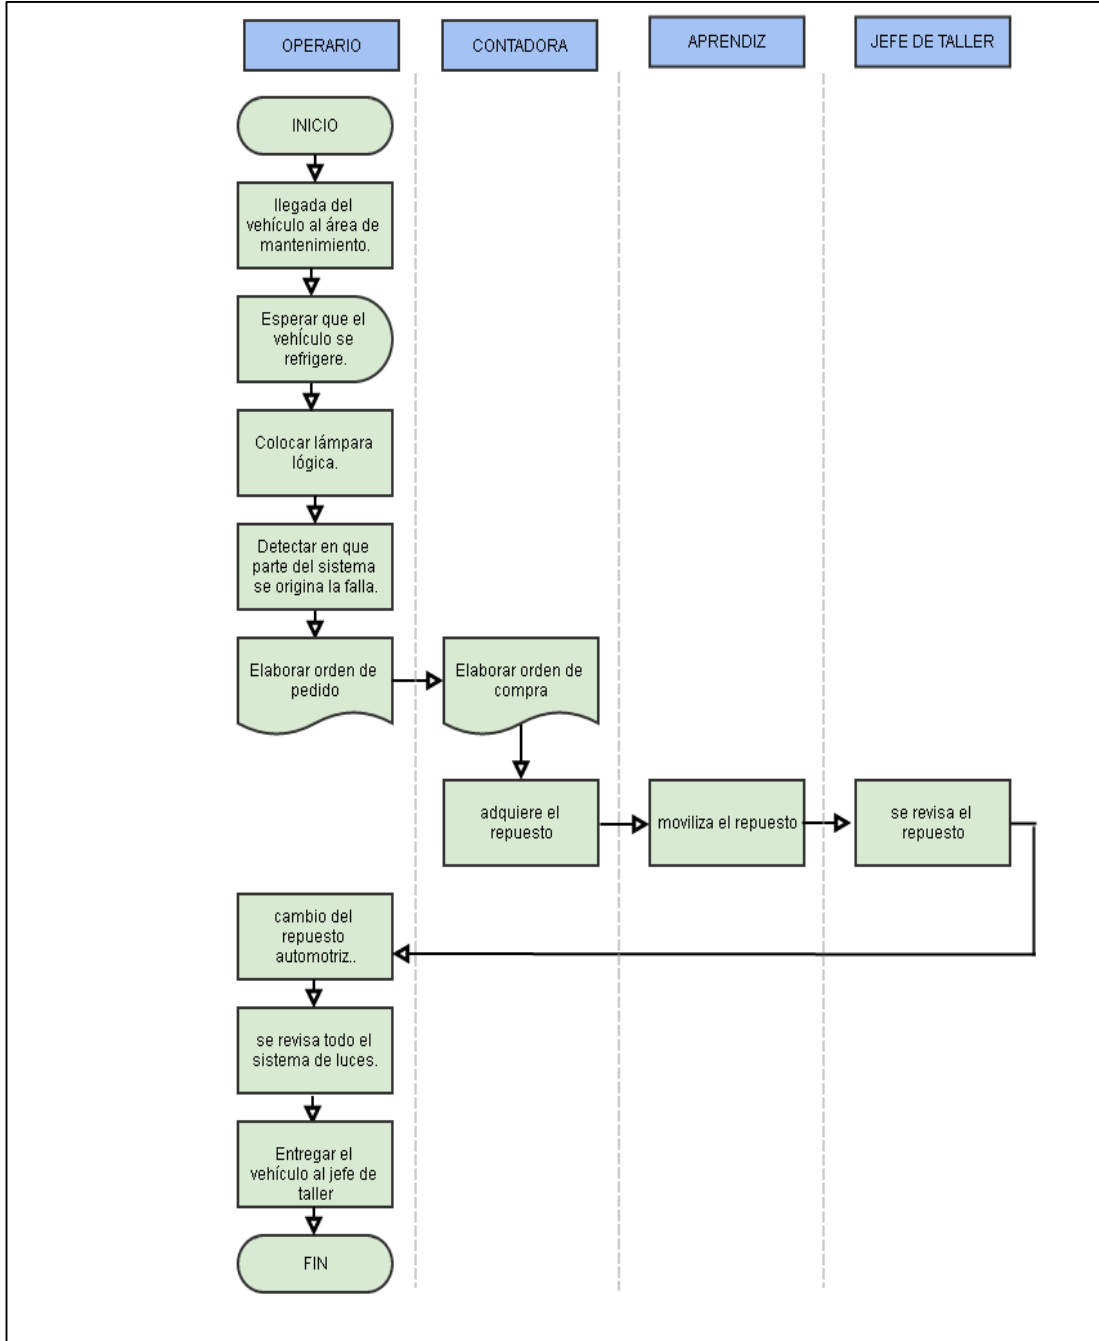 OPERARIO
CONTADORA
APRENDIZ
JEFE DE TALLER
INICIO
llegada del
vehículo al área de
mantenimiento.
Esperar que el
vehÍculo se
refrigere.
Colocar lámpara
lógica.
Detectar en que
parte del sistema
se origina la falla.
Elaborar orden de
pedido
Elaborar orden de
compra
adquiere el
repuesto
moviliza el repuesto
se revisa el
repuesto
cambio del
repuesto
automotriz..
se revisa todo el
sistema de luces.
Entregar el
vehículo al jefe de
taller
FIN